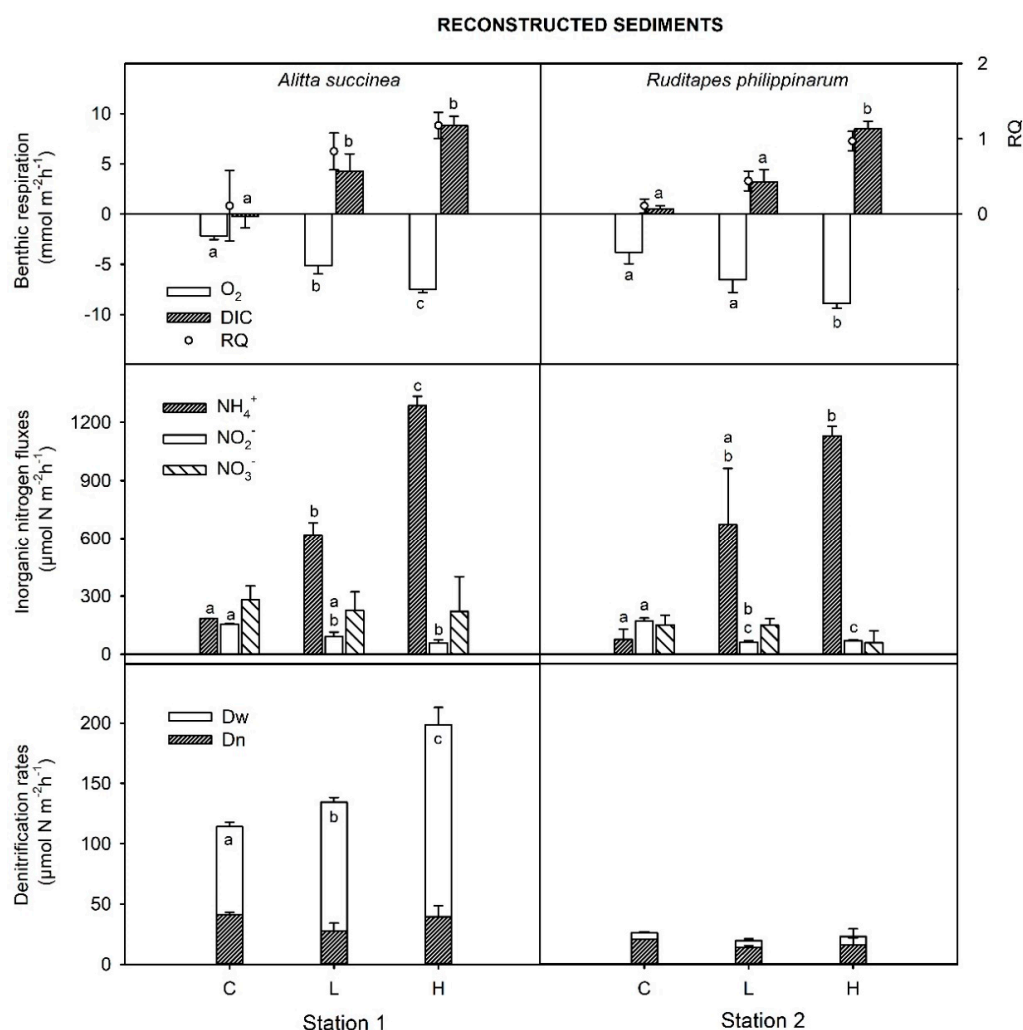 RECONSTRUCTED SEDIMENTS
Alitta succinea
Ruditapes philippinarum
Benthic respiration
(mmol m⁻²h⁻¹)
10
5
0
-5
-10
2
1
0
RQ
a
a
b
b
b
c
a
a
a
a
b
b
O₂
DIC
RQ
Inorganic nitrogen fluxes
(µmol N m⁻²h⁻¹)
1200
900
600
300
0
NH₄⁺
NO₂⁻
NO₃⁻
a
a
b
a
b
c
b
a
a
a
b
b
c
b
c
Denitrification rates
(µmol N m⁻²h⁻¹)
200
150
100
50
0
Dw
Dn
a
b
c
C
L
H
C
L
H
Station 1
Station 2